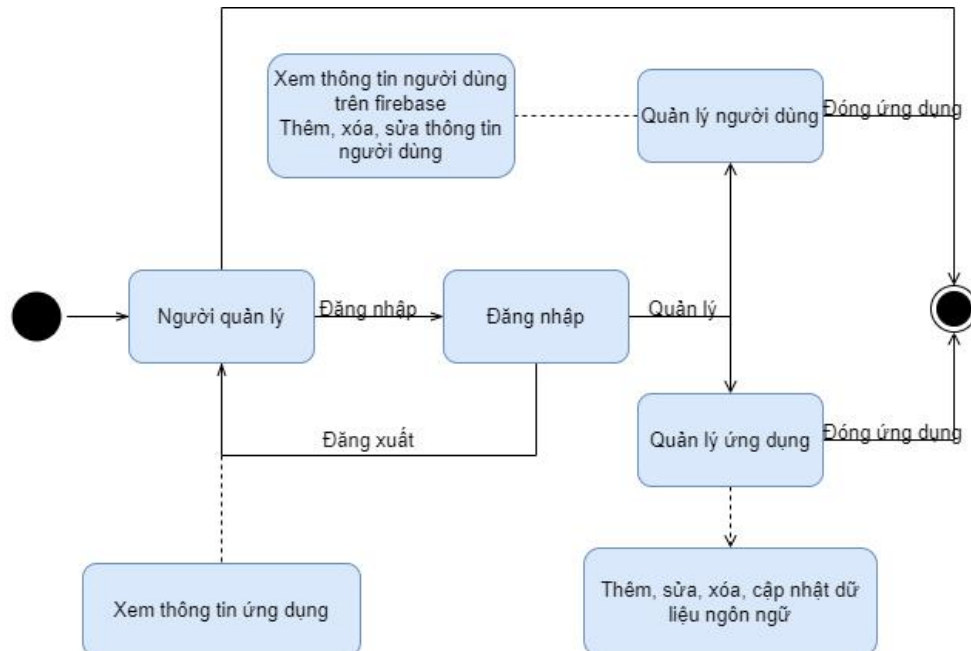 Xem thông tin người dùng
trên firebase
Thêm, xóa, sửa thông tin
người dùng
Quản lý người dùng
Đóng ứng dụng
Người quản lý
Đăng nhập
Đăng nhập
Quản lý
Đăng xuất
Quản lý ứng dụng
Đóng ứng dụng
Xem thông tin ứng dụng
Thêm, sửa, xóa, cập nhật dữ
liệu ngôn ngữ